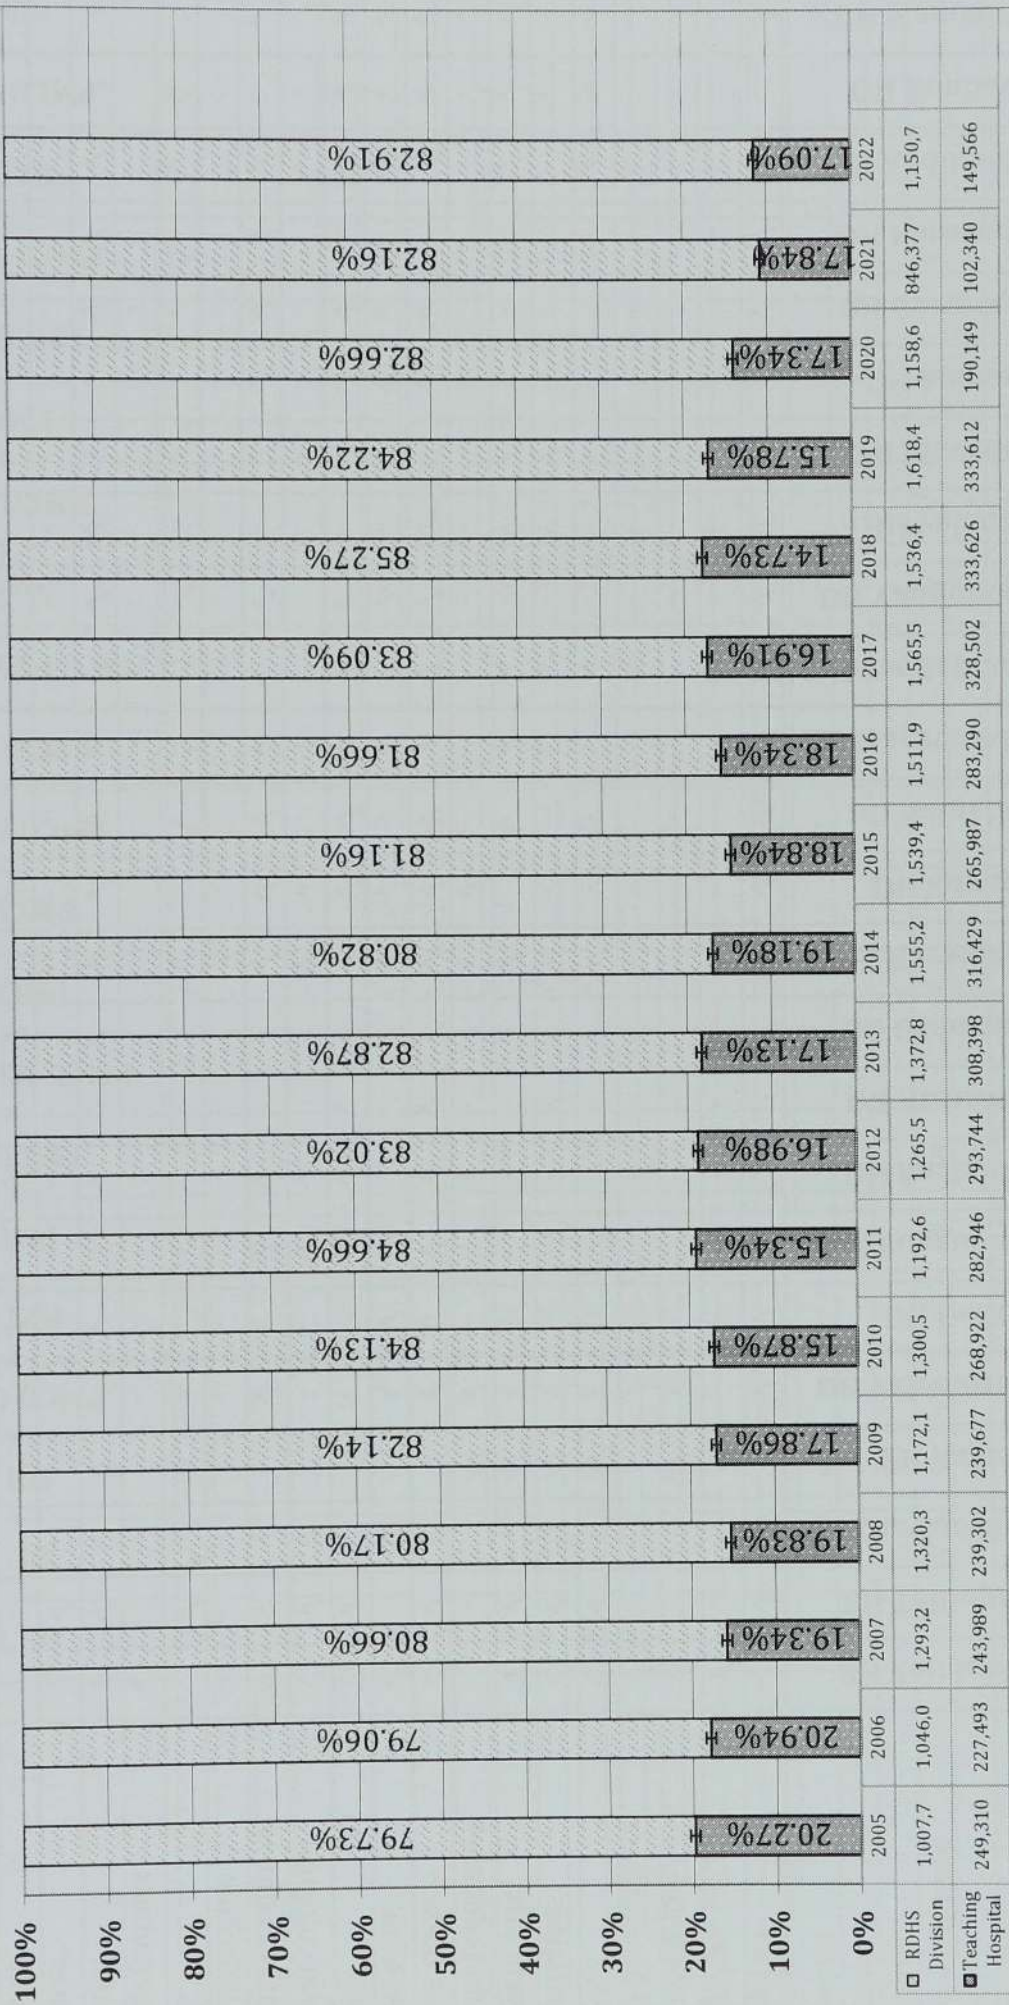 100%
90%
80%
70%
60%
50%
40%
30%
20%
10%
0%
79.73% 79.06% 80.66% 80.17% 82.14% 84.13% 84.66% 83.02% 82.87% 80.82% 81.16% 81.66% 83.09% 85.27% 84.22% 82.66% 82.16% 82.91%
20.27% 20.94% 19.34% 19.83% 17.86% 15.87% 15.34% 16.98% 17.13% 19.18% 18.84% 18.34% 16.91% 14.73% 15.78% 17.34% 17.84% 17.09%
2005 2006 2007 2008 2009 2010 2011 2012 2013 2014 2015 2016 2017 2018 2019 2020 2021 2022
RDHS Division 1,007,7 1,046,0 1,293,2 1,320,3 1,172,1 1,300,5 1,192,6 1,265,5 1,372,8 1,555,2 1,539,4 1,511,9 1,565,5 1,536,4 1,618,4 1,158,6 846,377 1,150,7
Teaching Hospital 249,310 227,493 243,989 239,302 239,677 268,922 282,946 293,744 308,398 316,429 265,987 283,290 328,502 333,626 333,612 190,149 102,340 149,566